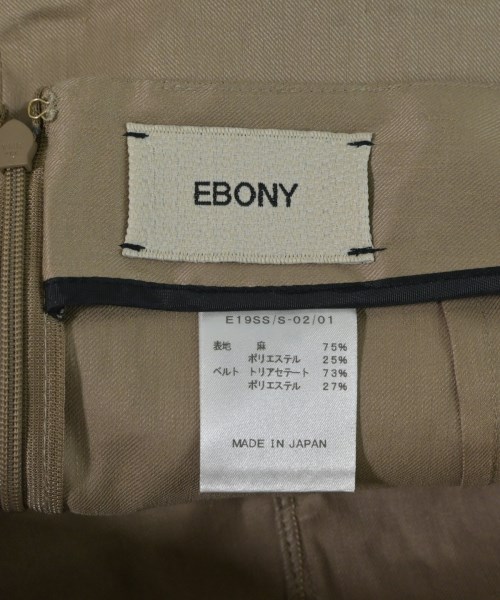 EBONY
E19SS/S-02/01
表地 麻 75%
ポリエステル 25%
ベルト トリアセテート 73%
ポリエステル 27%
MADE IN JAPAN